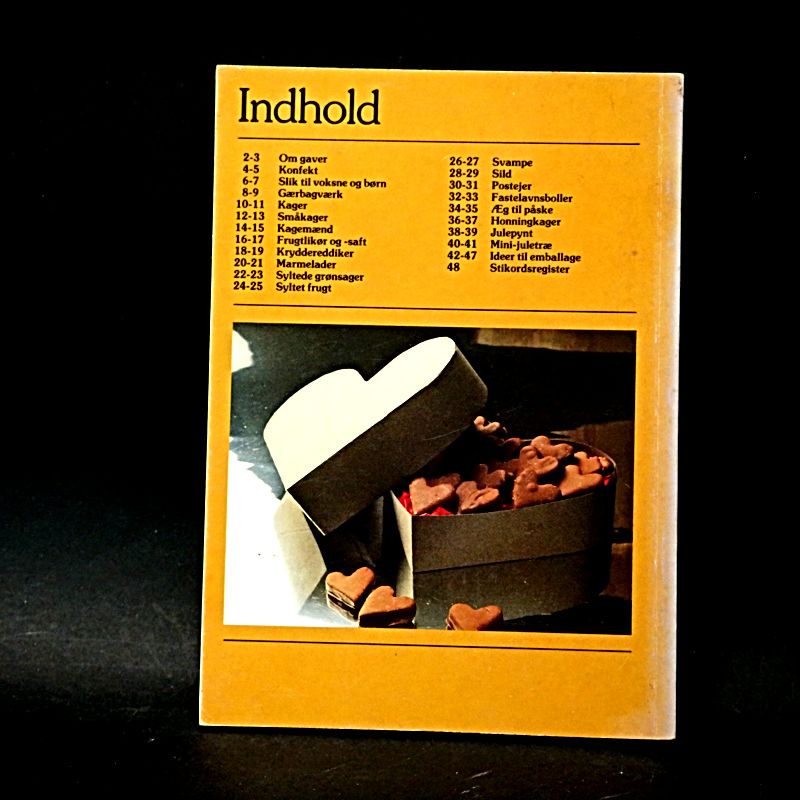 Indhold
2-3 Om gaver
4-5 Konfekt
6-7 Slik til voksne og børn
8-9 Gærbagværk
10-11 Kager
12-13 Småkager
14-15 Kagemænd
16-17 Frugtlikør og -saft
18-19 Kryddereddiker
20-21 Marmelader
22-23 Syltede grønsager
24-25 Syltet frugt
26-27 Svampe
28-29 Sild
30-31 Postejer
32-33 Fastelavnsboller
34-35 Æg til påske
36-37 Honningkager
38-39 Julepynt
40-41 Mini-juletræ
42-47 Ideer til emballage
48 Stikordsregister